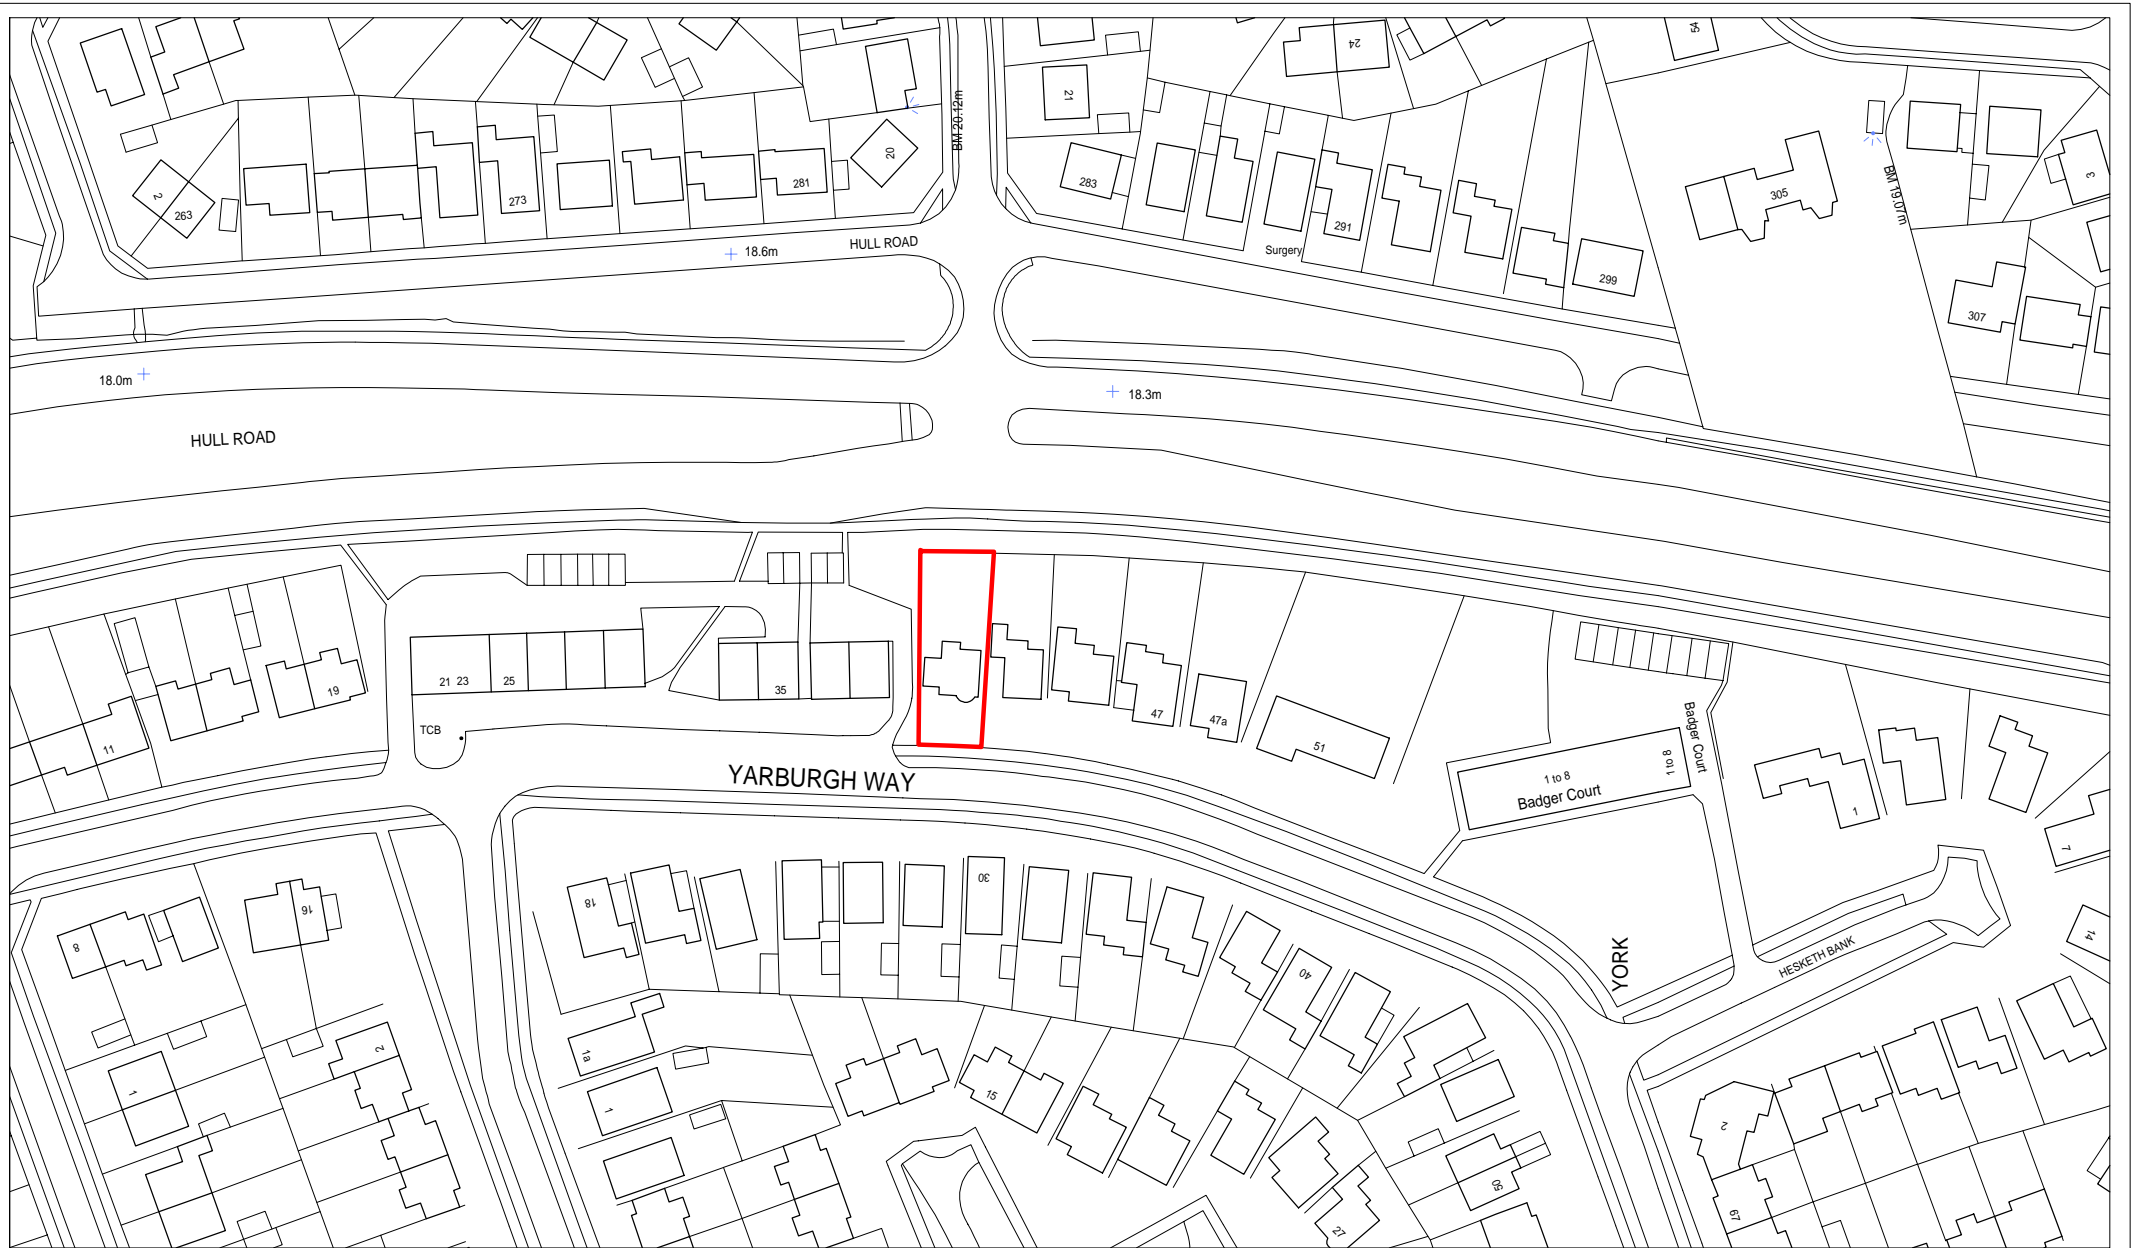 54
24
21
BM 20.12m
20
281
273
2
263
283
291
Surgery
299
305
BM 19.07m
3
307
HULL ROAD
18.6m
18.0m
18.3m
HULL ROAD
19
11
21 23
25
35
TCB
47
47a
51
YARBURGH WAY
1 to 8
Badger Court
1 to 8
Badger Court
1
7
14
HESKETH BANK
YORK
8
16
18
30
40
2
1
1a
1
15
27
50
2
67